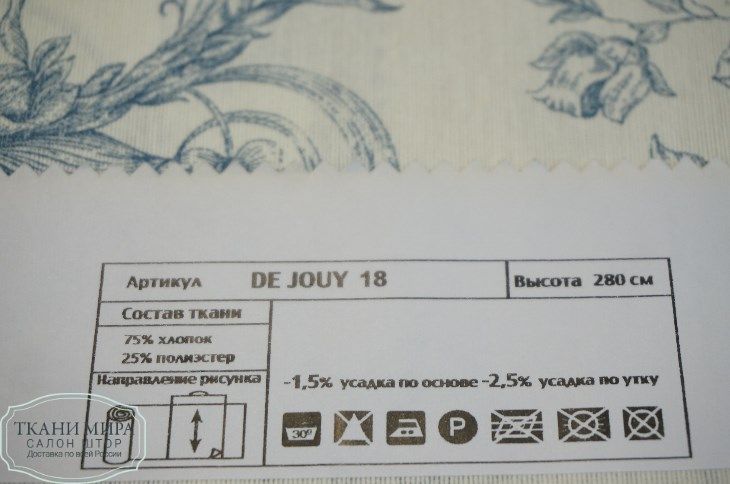 Артикул DE JOUY 18 Высота 280 см
Состав ткани
75% хлопок
25% полиэстер
Направление рисунка
-1,5% усадка по основе -2,5% усадка по утку
30°
P
ТКАНИ МИРА
САЛОН ШТОР
Доставка по всей России